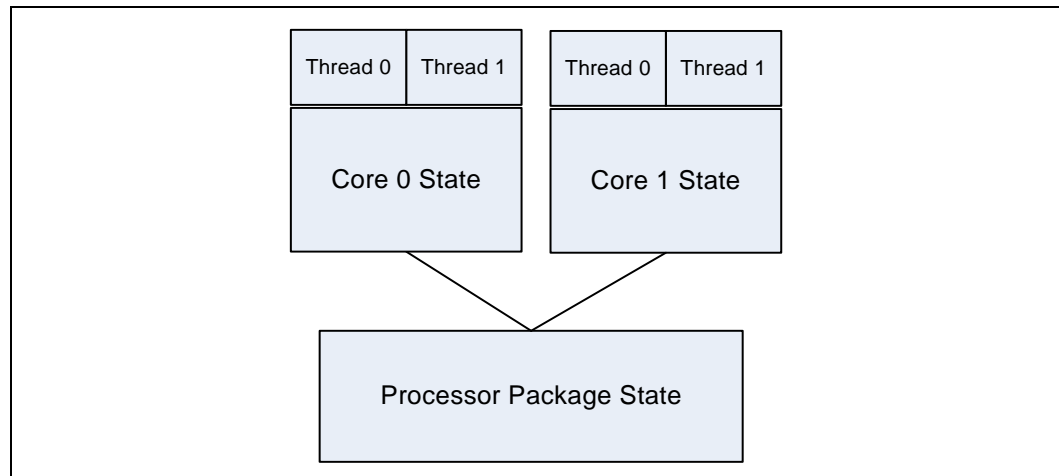 Thread 0 Thread 1 Thread 0 Thread 1
Core 0 State Core 1 State
Processor Package State